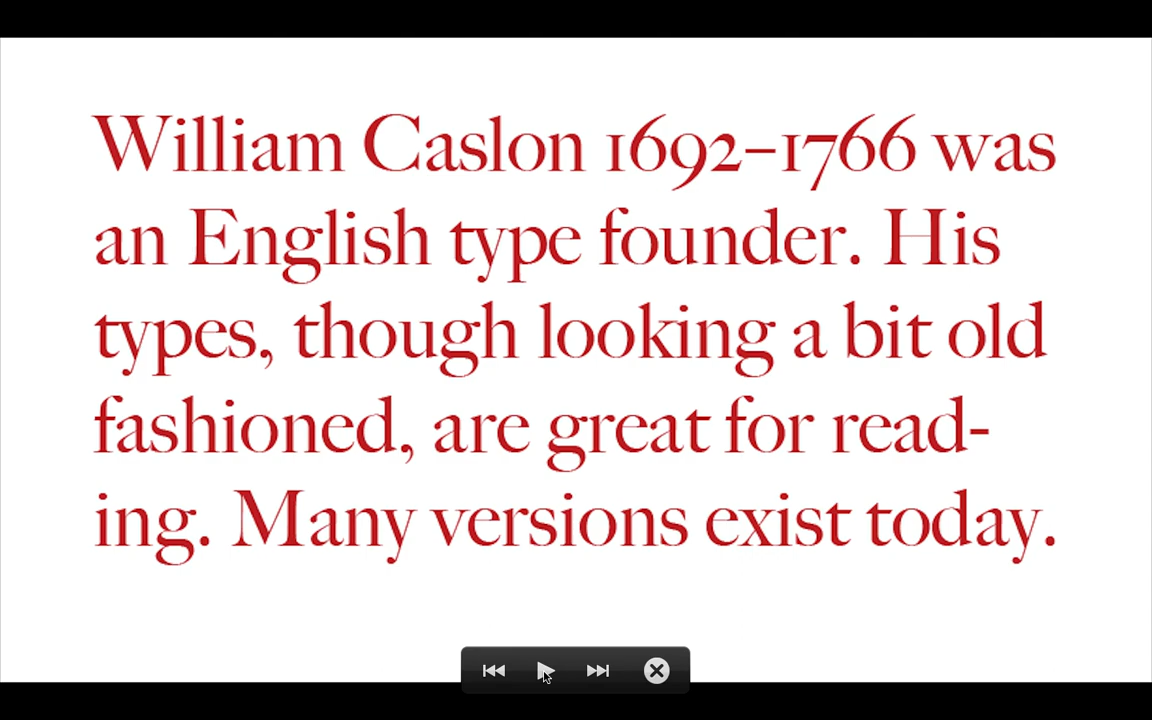 William Caslon 1692–1766 was
an English type founder. His
types, though looking a bit old
fashioned, are great for read-
ing. Many versions exist today.